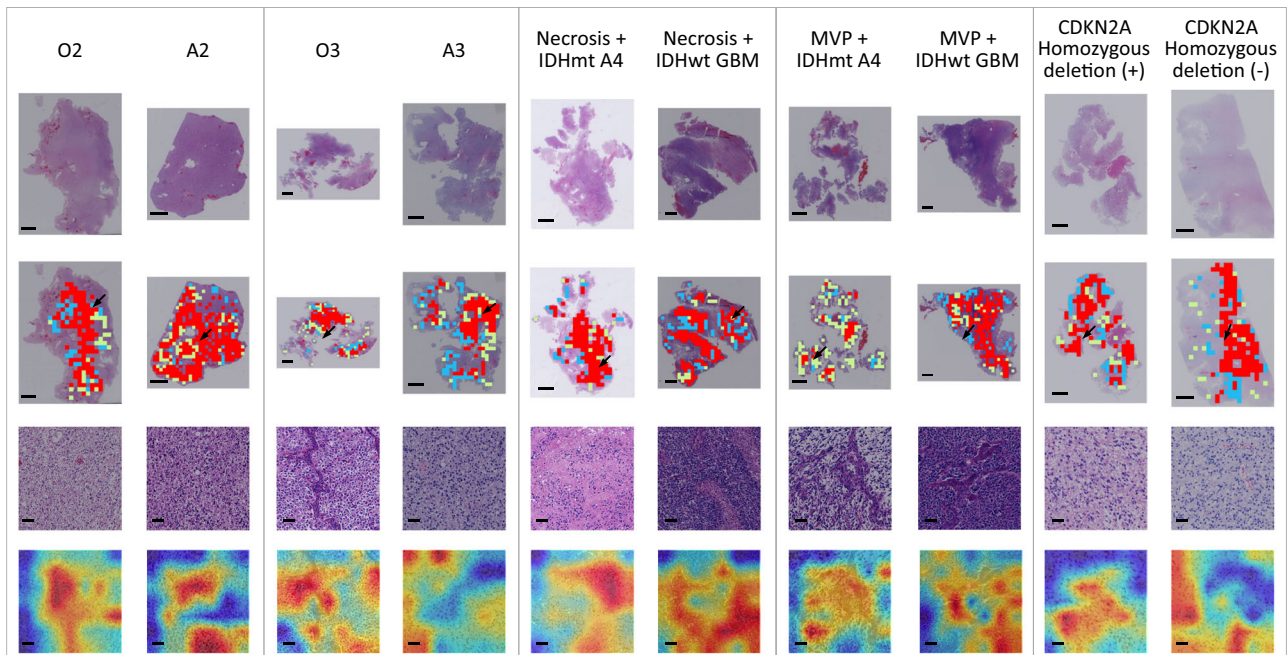 O2
A2
O3
A3
Necrosis +
IDHmt A4
Necrosis +
IDHwt GBM
MVP +
IDHmt A4
MVP +
IDHwt GBM
CDKN2A
Homozygous
deletion (+)
CDKN2A
Homozygous
deletion (-)